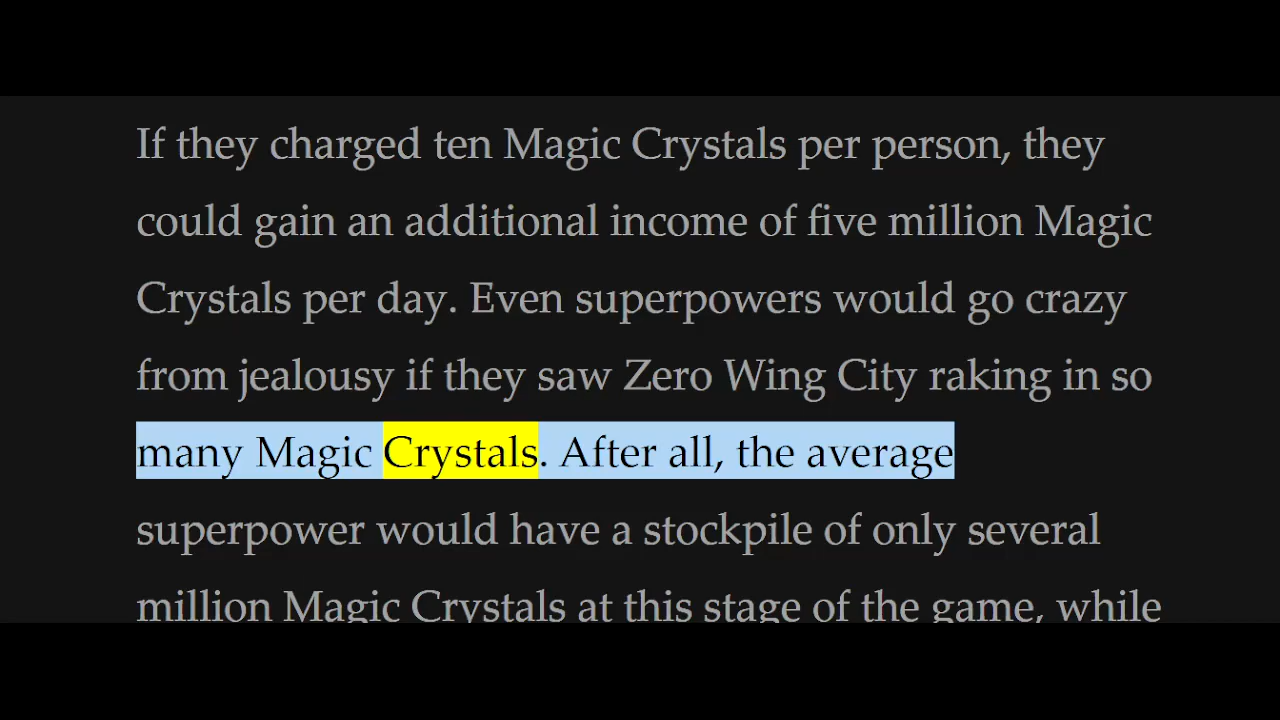 If they charged ten Magic Crystals per person, they
could gain an additional income of five million Magic
Crystals per day. Even superpowers would go crazy
from jealousy if they saw Zero Wing City raking in so
many Magic Crystals. After all, the average
superpower would have a stockpile of only several
million Magic Crystals at this stage of the game, while